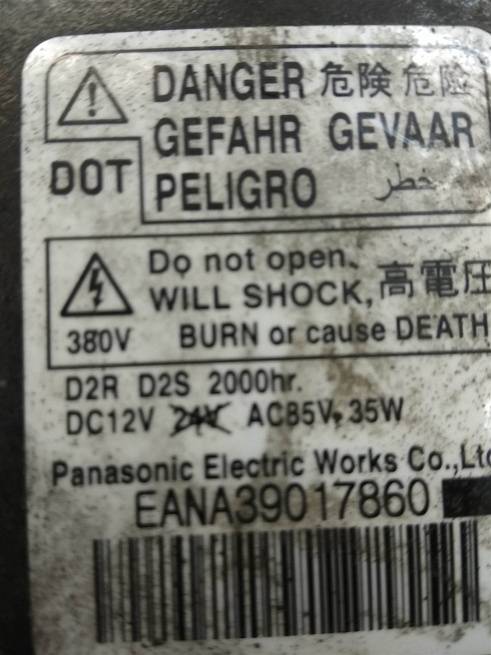 DANGER 危険 危险
GEFAHR GEVAAR
DOT PELIGRO خطر
Do not open.
WILL SHOCK, 高電圧
380V BURN or cause DEATH
D2R D2S 2000hr.
DC12V 24V AC85V, 35W
Panasonic Electric Works Co.,Ltd
EANA39017860